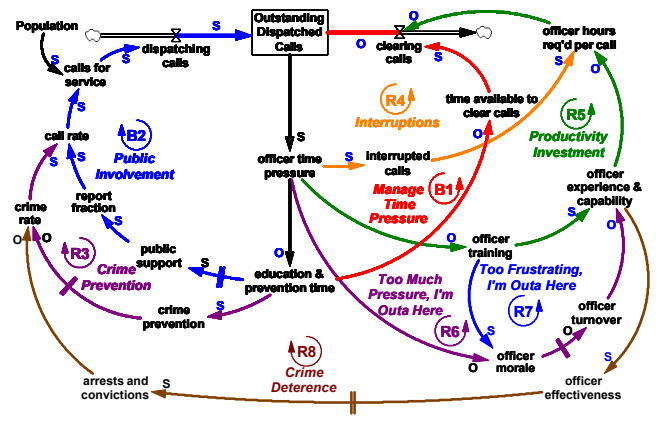 Population
S
dispatching
calls
S
Outstanding
Dispatched
Calls
O
clearing
calls
O
officer hours
req'd per call
S
S
calls for
service
S
S
S
O
R4
Interruptions
time available to
clear calls
O
R5
Productivity
Investment
call rate
S
S
B2
Public
Involvement
S
officer time
pressure
S
interrupted
calls
B1
Manage
Time
Pressure
officer
experience &
capability
S
O
crime
rate
O
O
report
fraction
S
R3
Crime
Prevention
public
support
S
O
education &
prevention time
S
crime
prevention
O
officer
training
Too Much
Pressure, I'm
Outa Here
R6
Too Frustrating,
I'm Outa Here
R7
S
officer
turnover
O
O
officer
morale
S
R8
Crime
Deterence
arrests and
convictions
S
officer
effectiveness